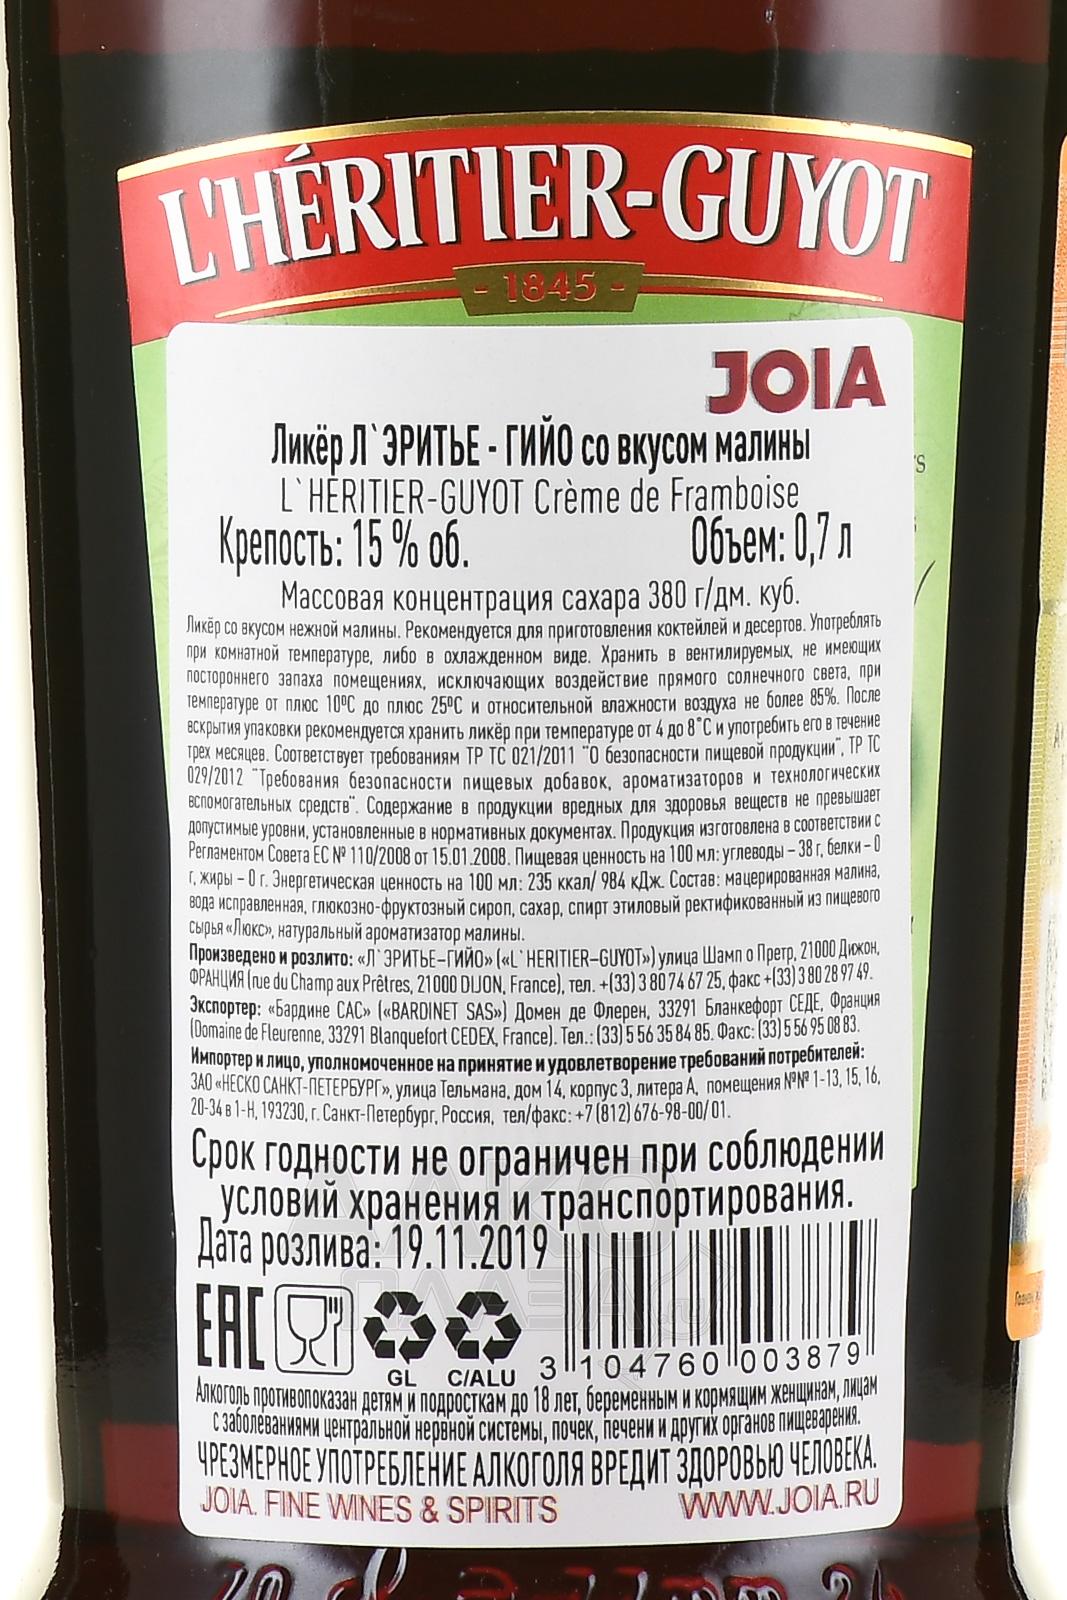 L'HÉRITIER-GUYOT
- 1845 -
JOIA
Ликёр Л`ЭРИТЬЕ - ГИЙО со вкусом малины
L`HERITIER-GUYOT Crème de Framboise
Крепость: 15 % об. Объем: 0,7 л
Массовая концентрация сахара 380 г/дм. куб.
Ликёр со вкусом нежной малины. Рекомендуется для приготовления коктейлей и десертов. Употреблять
при комнатной температуре, либо в охлажденном виде. Хранить в вентилируемых, не имеющих
постороннего запаха помещениях, исключающих воздействие прямого солнечного света, при
температуре от плюс 10ºС до плюс 25ºС и относительной влажности воздуха не более 85%. После
вскрытия упаковки рекомендуется хранить ликёр при температуре от 4 до 8˚С и употребить его в течение
трех месяцев. Соответствует требованиям ТР ТС 021/2011 "О безопасности пищевой продукции", ТР ТС
029/2012 "Требования безопасности пищевых добавок, ароматизаторов и технологических
вспомогательных средств". Содержание в продукции вредных для здоровья веществ не превышает
допустимые уровни, установленные в нормативных документах. Продукция изготовлена в соответствии с
Регламентом Совета ЕС № 110/2008 от 15.01.2008. Пищевая ценность на 100 мл: углеводы – 38 г, белки – 0
г, жиры – 0 г. Энергетическая ценность на 100 мл: 235 ккал/ 984 кДж. Состав: мацерированная малина,
вода исправленная, глюкозно-фруктозный сироп, сахар, спирт этиловый ректификованный из пищевого
сырья «Люкс», натуральный ароматизатор малины.
Произведено и розлито: «Л`ЭРИТЬЕ–ГИЙО» («L`HERITIER–GUYOT») улица Шамп о Претр, 21000 Дижон,
ФРАНЦИЯ (rue du Champ aux Prêtres, 21000 DIJON, France), тел. +(33) 3 80 74 67 25, факс +(33) 3 80 28 97 49.
Экспортер: «Бардине САС» («BARDINET SAS») Домен де Флерен, 33291 Бланкефорт СЕДЕ, Франция
(Domaine de Fleurenne, 33291 Blanquefort CEDEX, France). Тел.: (33) 5 56 35 84 85. Факс: (33) 5 56 95 08 83.
Импортер и лицо, уполномоченное на принятие и удовлетворение требований потребителей:
ЗАО «НЕСКО САНКТ-ПЕТЕРБУРГ», улица Тельмана, дом 14, корпус 3, литера А, помещения №№ 1-13, 15, 16,
20-34 в 1-Н, 193230, г. Санкт-Петербург, Россия, тел/факс: +7 (812) 676-98-00/ 01.
Срок годности не ограничен при соблюдении
условий хранения и транспортирования.
Дата розлива: 19.11.2019
АЛКО
ПЛАЗА.ru
EAC
GL C/ALU
3 104760 003879
Алкоголь противопоказан детям и подросткам до 18 лет, беременным и кормящим женщинам, лицам
с заболеваниями центральной нервной системы, почек, печени и других органов пищеварения.
ЧРЕЗМЕРНОЕ УПОТРЕБЛЕНИЕ АЛКОГОЛЯ ВРЕДИТ ЗДОРОВЬЮ ЧЕЛОВЕКА.
JOIA. FINE WINES & SPIRITS WWW.JOIA.RU